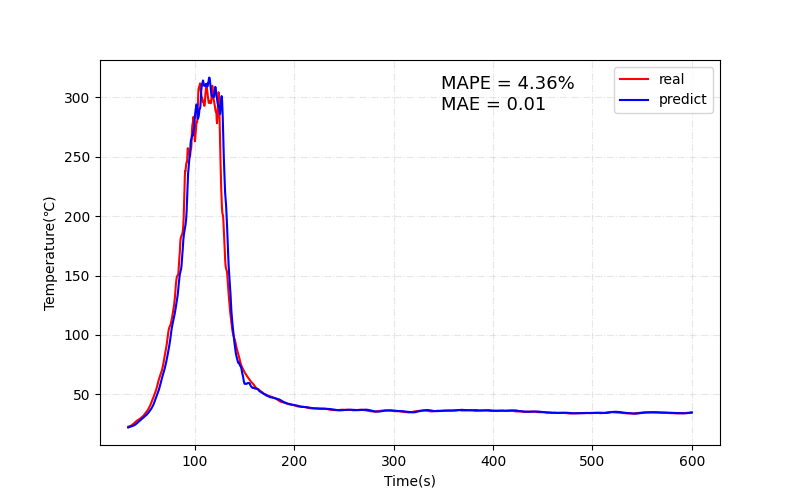 MAPE = 4.36%
MAE = 0.01
real
predict
Temperature(℃)
300
250
200
150
100
50
100
200
300
400
500
600
Time(s)